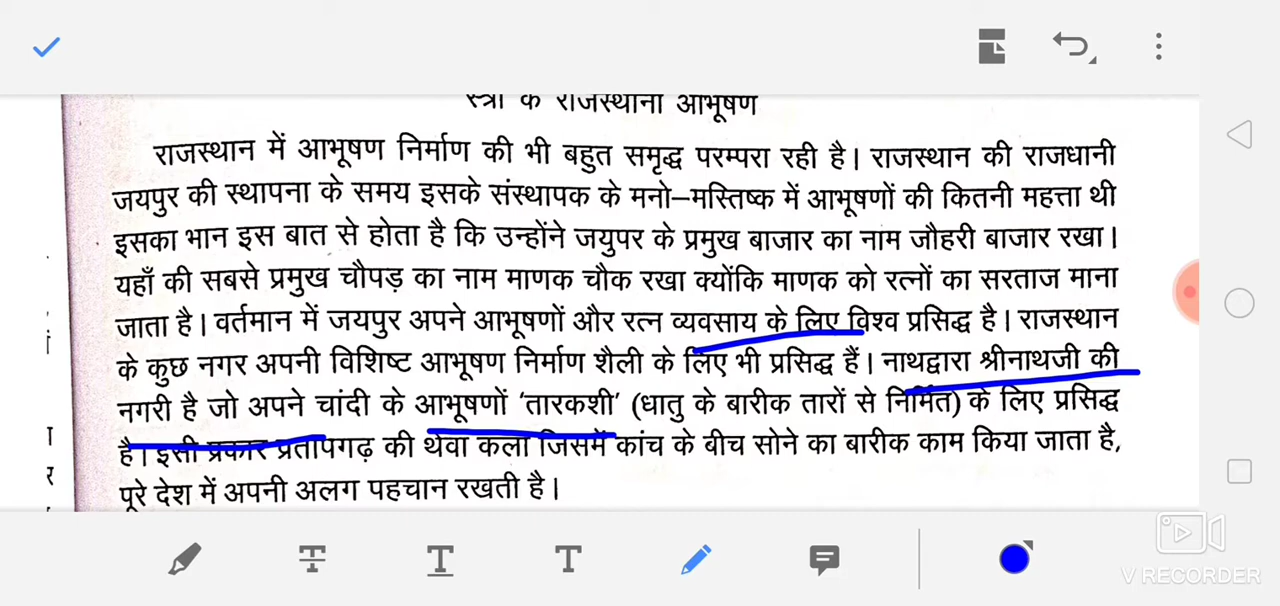 स्त्री के राजस्थानी आभूषण
राजस्थान में आभूषण निर्माण की भी बहुत समृद्ध परम्परा रही है। राजस्थान की राजधानी
जयपुर की स्थापना के समय इसके संस्थापक के मनो–मस्तिष्क में आभूषणों की कितनी महत्ता थी
इसका भान इस बात से होता है कि उन्होंने जयुपर के प्रमुख बाजार का नाम जौहरी बाजार रखा।
यहाँ की सबसे प्रमुख चौपड़ का नाम माणक चौक रखा क्योंकि माणक को रत्नों का सरताज माना
जाता है। वर्तमान में जयपुर अपने आभूषणों और रत्न व्यवसाय के लिए विश्व प्रसिद्ध है। राजस्थान
के कुछ नगर अपनी विशिष्ट आभूषण निर्माण शैली के लिए भी प्रसिद्ध हैं। नाथद्वारा श्रीनाथजी की
नगरी है जो अपने चांदी के आभूषणों 'तारकशी' (धातु के बारीक तारों से निर्मित) के लिए प्रसिद्ध
है। इसी प्रकार प्रतापगढ़ की थेवा कला जिसमें कांच के बीच सोने का बारीक काम किया जाता है,
पूरे देश में अपनी अलग पहचान रखती है।
T T T
V RECORDER